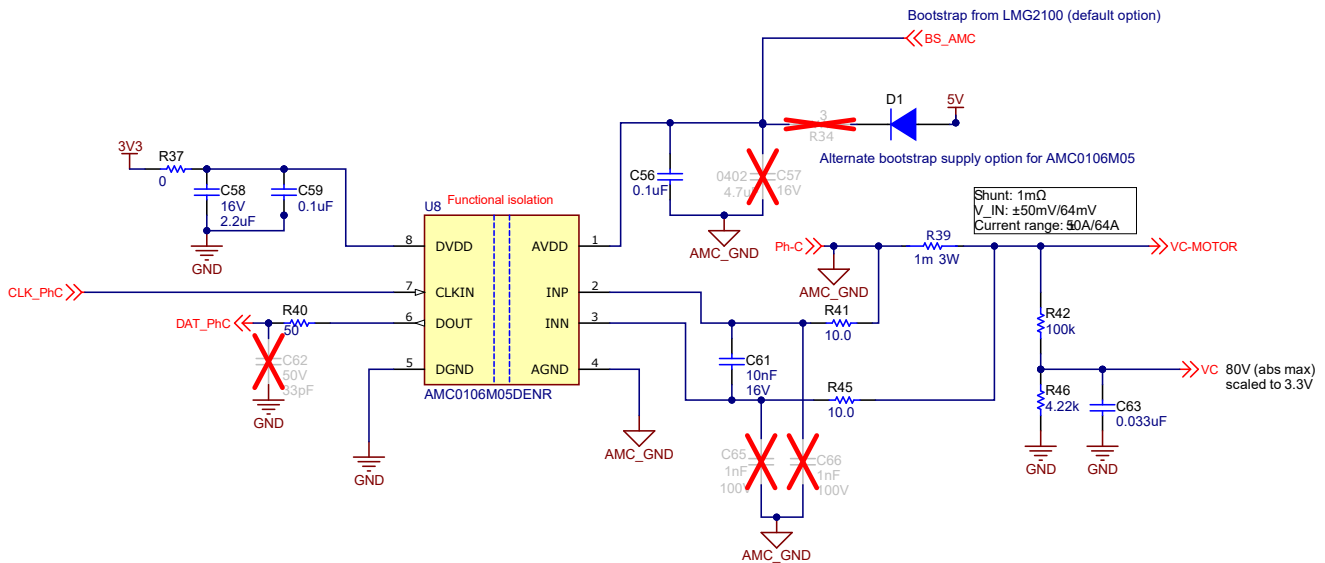 Bootstrap from LMG2100 (default option)
BS_AMC
D1
5V
3
R34
Alternate bootstrap supply option for AMC0106M05
3V3
R37
0
C58
16V
2.2uF
C59
0.1uF
GND
C56
0.1uF
0402
C57
16V
AMC_GND
U8
Functional isolation
8
DVDD
AVDD
1
7
CLKIN
INP
2
6
DOUT
INN
3
5
DGND
AGND
4
AMC0106M05DENR
CLK_PhC
DAT_PhC
R40
50
C62
50V
33pF
GND
GND
AMC_GND
Shunt: 1mΩ
V_IN: ±50mV/64mV
Current range: ±50A/64A
Ph-C
AMC_GND
R39
1m 3W
VC-MOTOR
R41
10.0
C61
10nF
16V
R45
10.0
R42
100k
R46
4.22k
C63
0.033uF
VC
80V (abs max)
scaled to 3.3V
GND
GND
C65
1nF
100V
C66
1nF
100V
AMC_GND